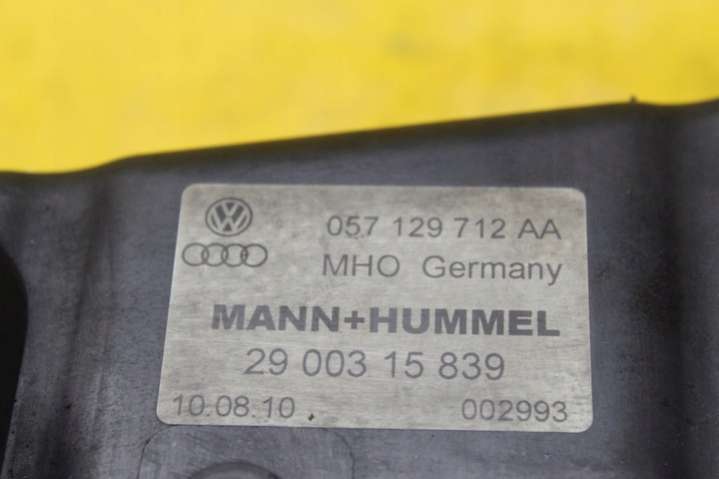 057 129 712 AA
MHO Germany
MANN+HUMMEL
29 003 15 839
10.08.10 002993